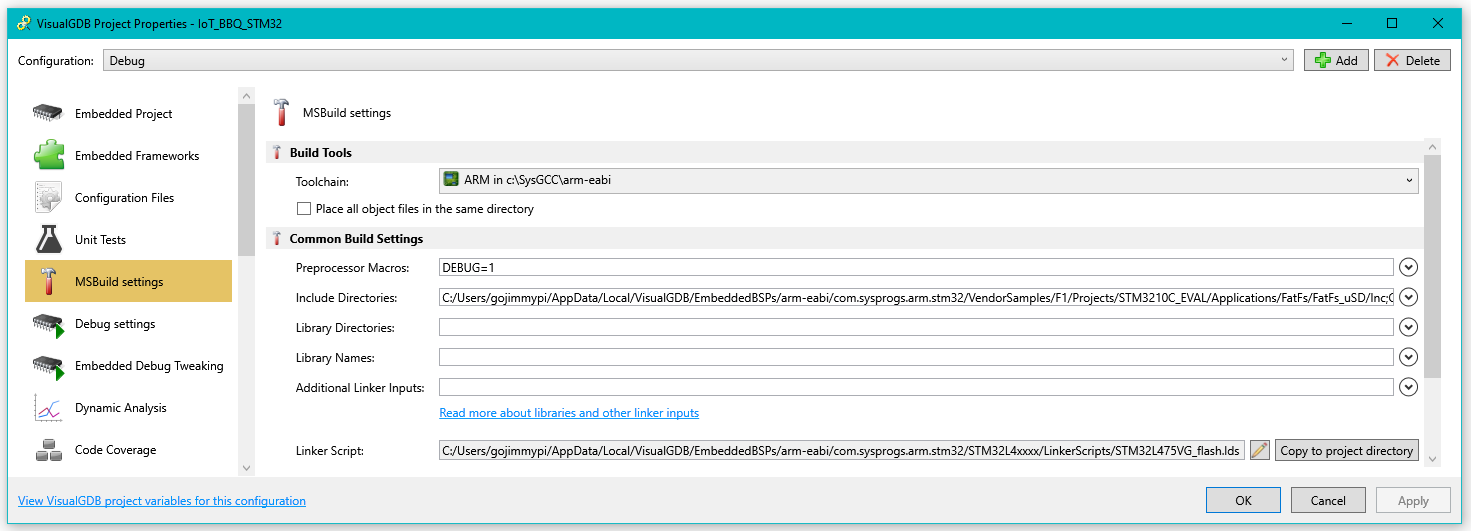 VisualGDB Project Properties - IoT_BBQ_STM32
Configuration: Debug Add Delete
Embedded Project
Embedded Frameworks
Configuration Files
Unit Tests
MSBuild settings
Debug settings
Embedded Debug Tweaking
Dynamic Analysis
Code Coverage
MSBuild settings
Build Tools
Toolchain: ARM in c:\SysGCC\arm-eabi
Place all object files in the same directory
Common Build Settings
Preprocessor Macros: DEBUG=1
Include Directories: C:/Users/gojimmypi/AppData/Local/VisualGDB/EmbeddedBSPs/arm-eabi/com.sysprogs.arm.stm32/VendorSamples/F1/Projects/STM3210C_EVAL/Applications/FatFs/FatFs_uSD/Inc;C
Library Directories:
Library Names:
Additional Linker Inputs:
Read more about libraries and other linker inputs
Linker Script: C:/Users/gojimmypi/AppData/Local/VisualGDB/EmbeddedBSPs/arm-eabi/com.sysprogs.arm.stm32/STM32L4xxxx/LinkerScripts/STM32L475VG_flash.lds Copy to project directory
View VisualGDB project variables for this configuration
OK Cancel Apply